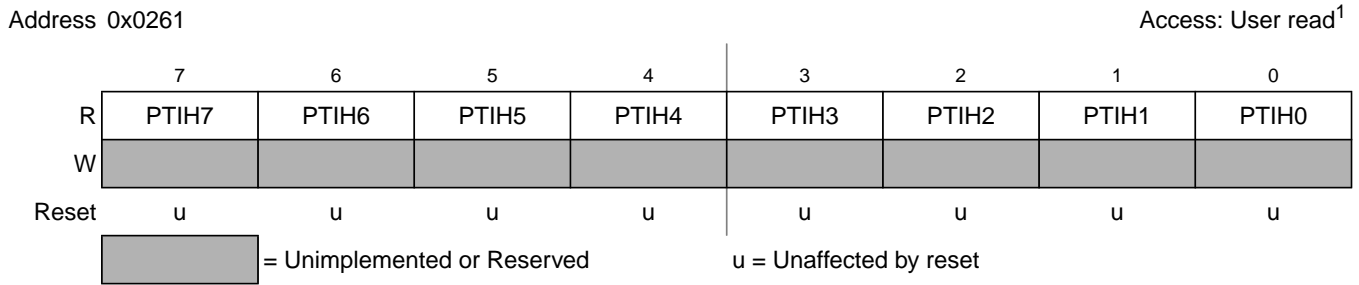 Address 0x0261 Access: User read1
7 6 5 4 3 2 1 0
R PTIH7 PTIH6 PTIH5 PTIH4 PTIH3 PTIH2 PTIH1 PTIH0
W
Reset u u u u u u u u
= Unimplemented or Reserved u = Unaffected by reset